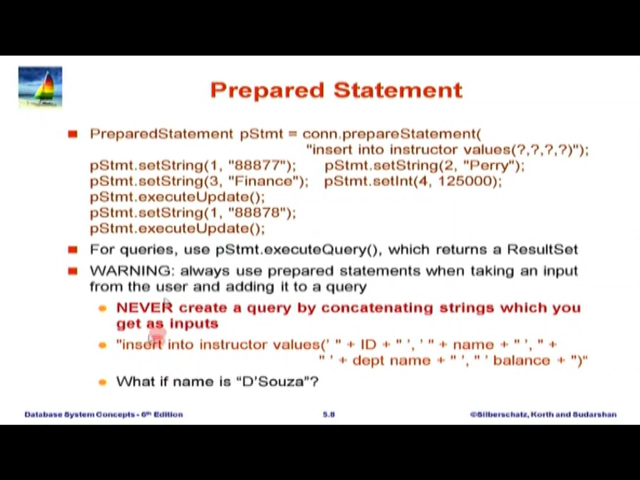 Prepared Statement
PreparedStatement pStmt = conn.prepareStatement(
"insert into instructor values(?,?,?,?)");
pStmt.setString(1, "88877"); pStmt.setString(2, "Perry");
pStmt.setString(3, "Finance"); pStmt.setInt(4, 125000);
pStmt.executeUpdate();
pStmt.setString(1, "88878");
pStmt.executeUpdate();
For queries, use pStmt.executeQuery(), which returns a ResultSet
WARNING: always use prepared statements when taking an input
from the user and adding it to a query
NEVER create a query by concatenating strings which you
get as inputs
"insert into instructor values(' " + ID + " ', ' " + name + " ', " +
" ' + dept name + " ', " ' balance + ")"
What if name is "D'Souza"?
Database System Concepts - 6th Edition
5.8
©Silberschatz, Korth and Sudarshan